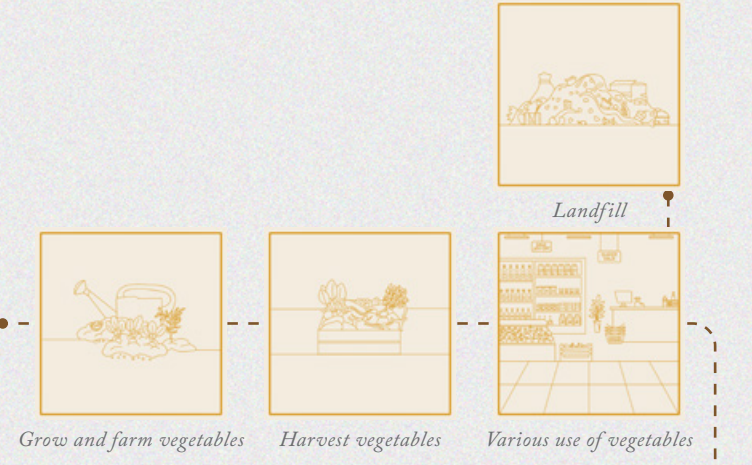 Landfill
Grow and farm vegetables
Harvest vegetables
Various use of vegetables